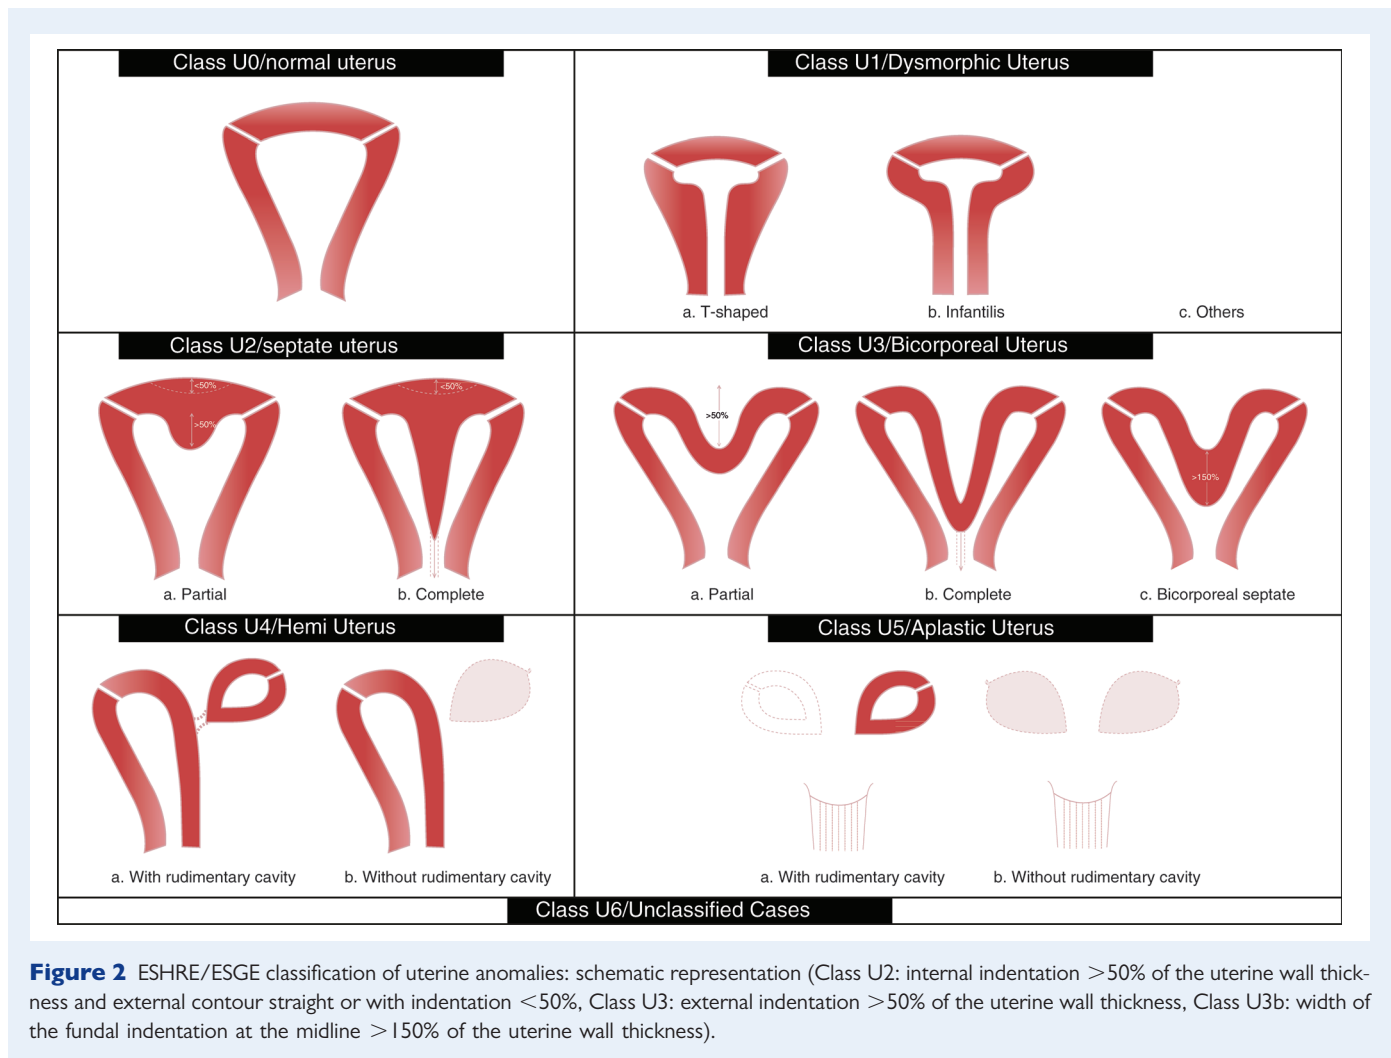 Class U0/normal uterus
Class U1/Dysmorphic Uterus
a. T-shaped
b. Infantilis
c. Others
Class U2/septate uterus
<50%
>50%
<50%
a. Partial
b. Complete
Class U3/Bicorporeal Uterus
>50%
>150%
a. Partial
b. Complete
c. Bicorporeal septate
Class U4/Hemi Uterus
a. With rudimentary cavity
b. Without rudimentary cavity
Class U5/Aplastic Uterus
a. With rudimentary cavity
b. Without rudimentary cavity
Class U6/Unclassified Cases
Figure 2 ESHRE/ESGE classification of uterine anomalies: schematic representation (Class U2: internal indentation >50% of the uterine wall thick-
ness and external contour straight or with indentation <50%, Class U3: external indentation >50% of the uterine wall thickness, Class U3b: width of
the fundal indentation at the midline >150% of the uterine wall thickness).